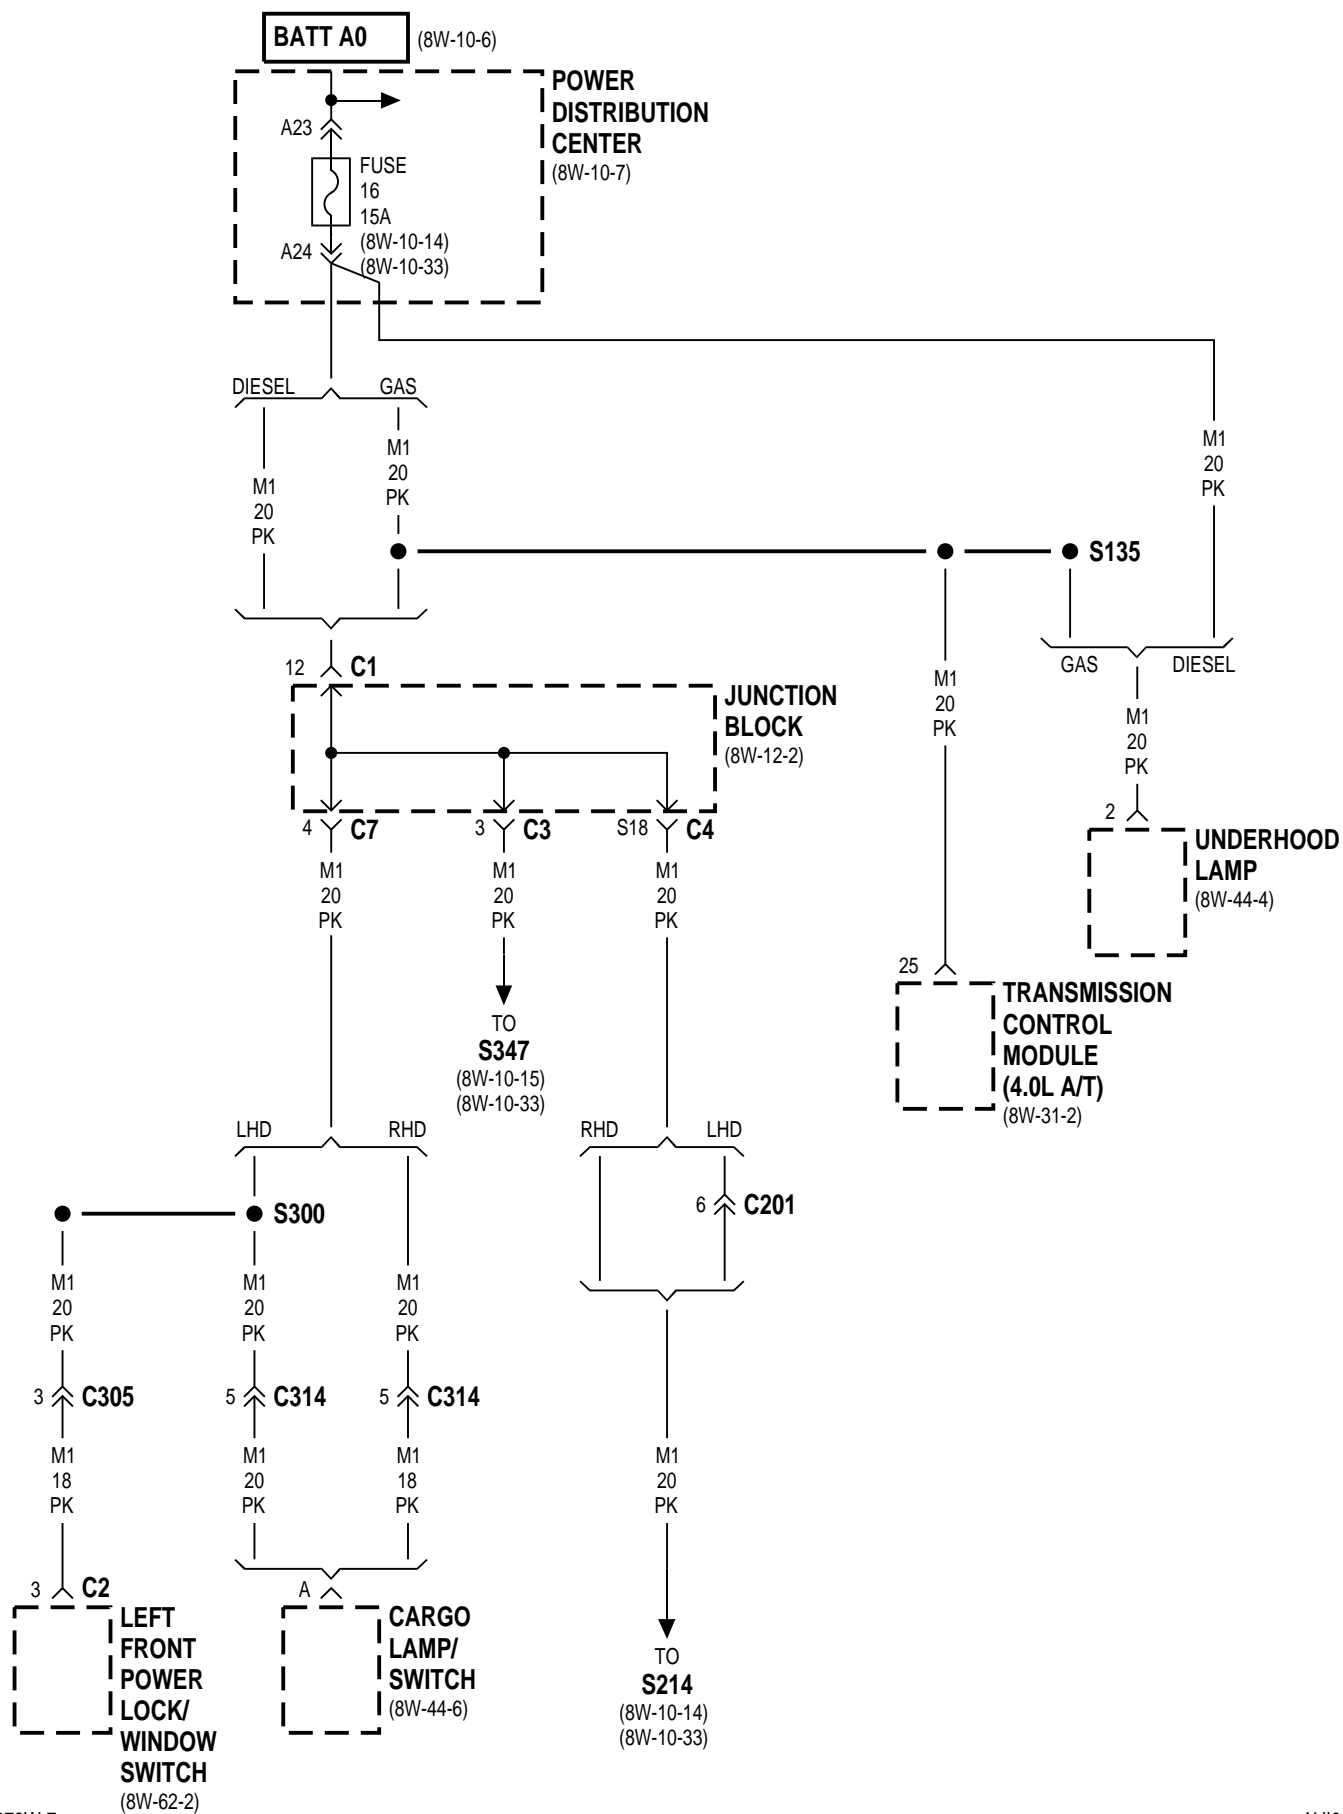 BATT A0 (8W-10-6)
POWER
DISTRIBUTION
CENTER
(8W-10-7)
A23
FUSE
16
15A
(8W-10-14)
(8W-10-33)
A24
DIESEL
GAS
M1
20
PK
M1
20
PK
M1
20
PK
S135
GAS
DIESEL
12 C1
JUNCTION
BLOCK
(8W-12-2)
M1
20
PK
M1
20
PK
4 C7
3 C3
S18 C4
2
UNDERHOOD
LAMP
(8W-44-4)
M1
20
PK
M1
20
PK
M1
20
PK
25
TRANSMISSION
CONTROL
MODULE
(4.0L A/T)
(8W-31-2)
TO
S347
(8W-10-15)
(8W-10-33)
LHD
RHD
RHD
LHD
6 C201
S300
M1
20
PK
M1
20
PK
M1
20
PK
3 C305
5 C314
5 C314
M1
18
PK
M1
20
PK
M1
18
PK
M1
20
PK
3 C2
A
LEFT
FRONT
POWER
LOCK/
WINDOW
SWITCH
(8W-62-2)
CARGO
LAMP/
SWITCH
(8W-44-6)
TO
S214
(8W-10-14)
(8W-10-33)